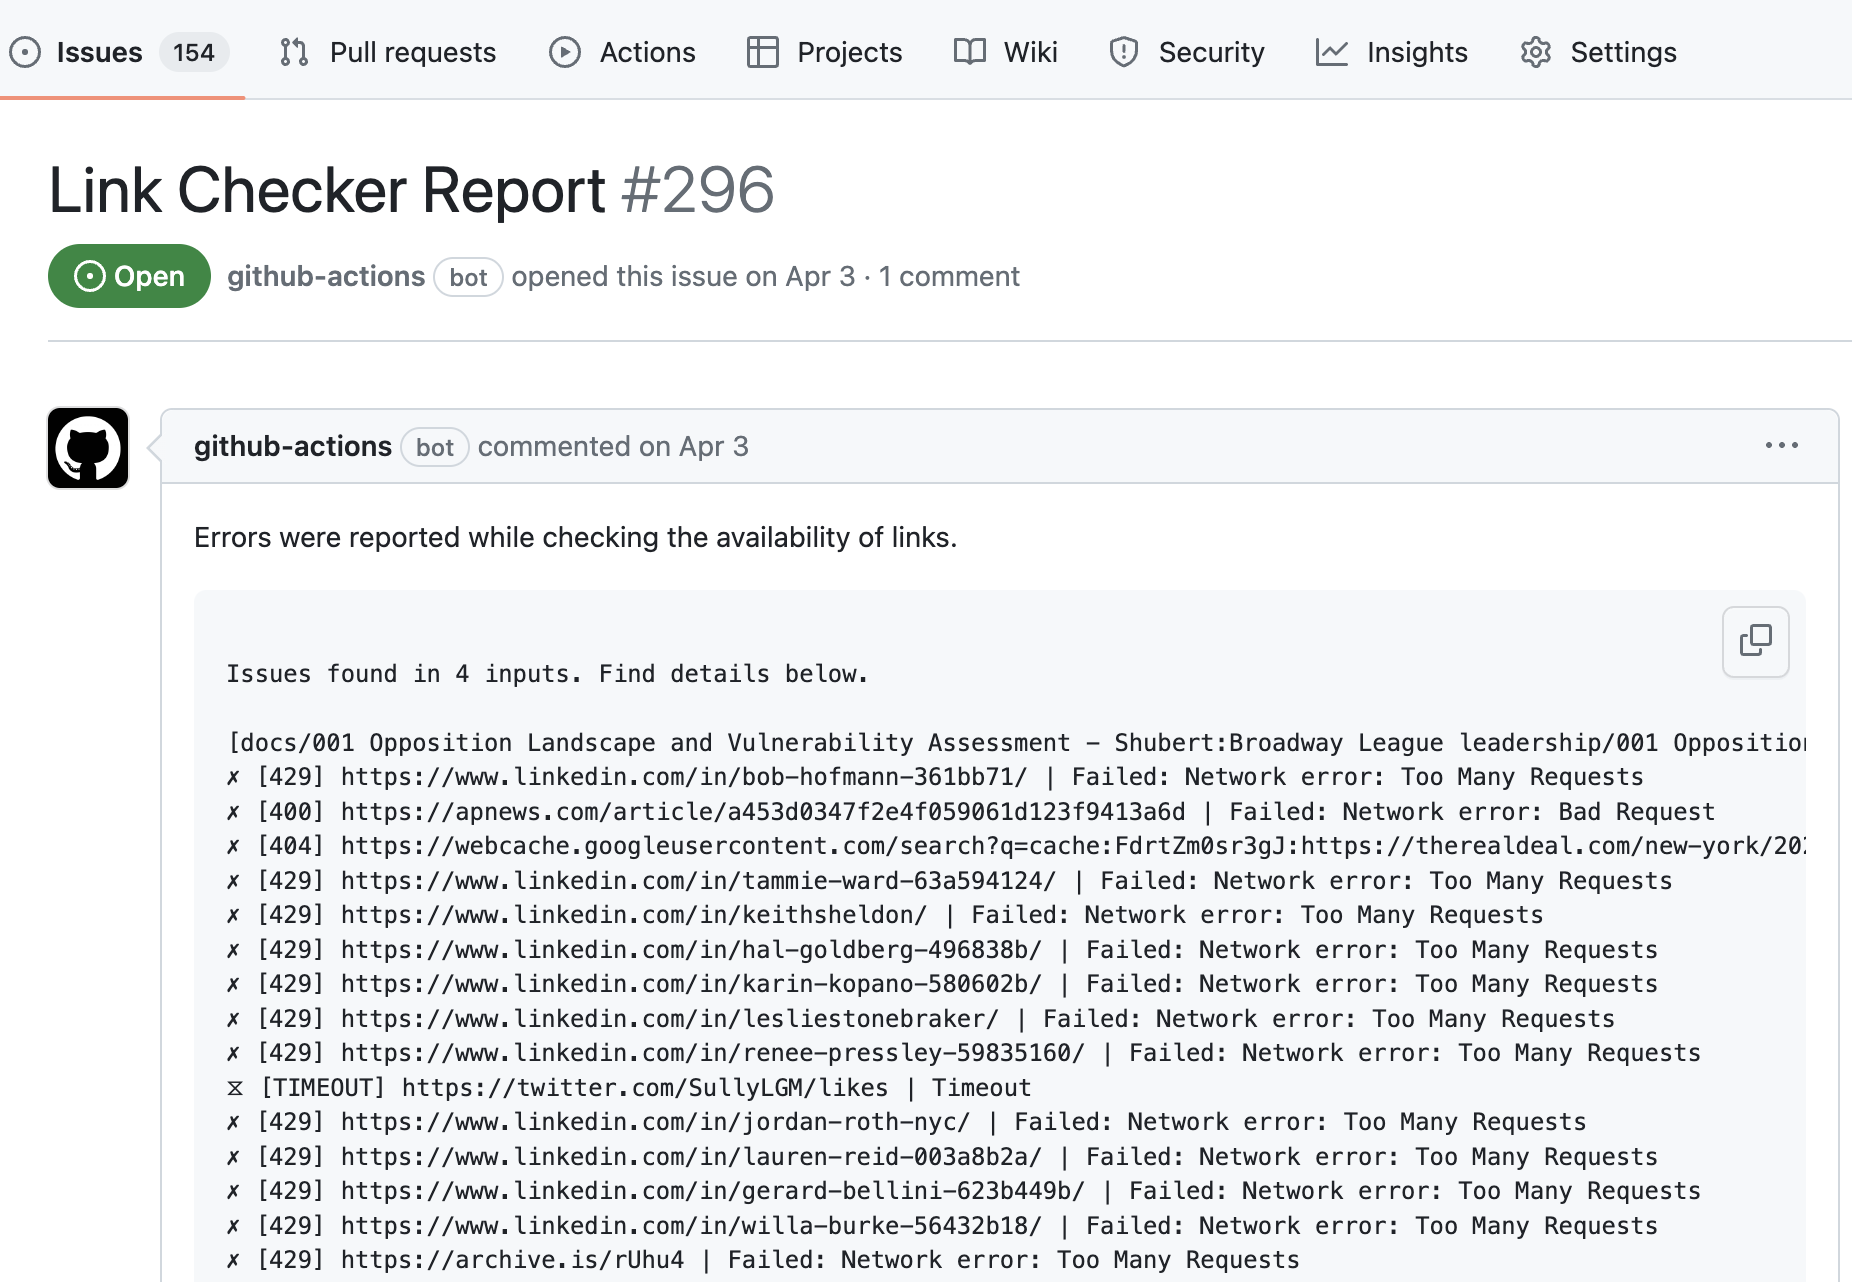 Issues 154 Pull requests Actions Projects Wiki Security Insights Settings
Link Checker Report #296
Open github-actions bot opened this issue on Apr 3 · 1 comment
github-actions bot commented on Apr 3
Errors were reported while checking the availability of links.
Issues found in 4 inputs. Find details below.
[docs/001 Opposition Landscape and Vulnerability Assessment – Shubert:Broadway League leadership/001 Opposition
✗ [429] https://www.linkedin.com/in/bob-hofmann-361bb71/ | Failed: Network error: Too Many Requests
✗ [400] https://apnews.com/article/a453d0347f2e4f059061d123f9413a6d | Failed: Network error: Bad Request
✗ [404] https://webcache.googleusercontent.com/search?q=cache:FdrtZm0sr3gJ:https://therealdeal.com/new-york/202
✗ [429] https://www.linkedin.com/in/tammie-ward-63a594124/ | Failed: Network error: Too Many Requests
✗ [429] https://www.linkedin.com/in/keithsheldon/ | Failed: Network error: Too Many Requests
✗ [429] https://www.linkedin.com/in/hal-goldberg-496838b/ | Failed: Network error: Too Many Requests
✗ [429] https://www.linkedin.com/in/karin-kopano-580602b/ | Failed: Network error: Too Many Requests
✗ [429] https://www.linkedin.com/in/lesliestonebraker/ | Failed: Network error: Too Many Requests
✗ [429] https://www.linkedin.com/in/renee-pressley-59835160/ | Failed: Network error: Too Many Requests
⧖ [TIMEOUT] https://twitter.com/SullyLGM/likes | Timeout
✗ [429] https://www.linkedin.com/in/jordan-roth-nyc/ | Failed: Network error: Too Many Requests
✗ [429] https://www.linkedin.com/in/lauren-reid-003a8b2a/ | Failed: Network error: Too Many Requests
✗ [429] https://www.linkedin.com/in/gerard-bellini-623b449b/ | Failed: Network error: Too Many Requests
✗ [429] https://www.linkedin.com/in/willa-burke-56432b18/ | Failed: Network error: Too Many Requests
✗ [429] https://archive.is/rUhu4 | Failed: Network error: Too Many Requests